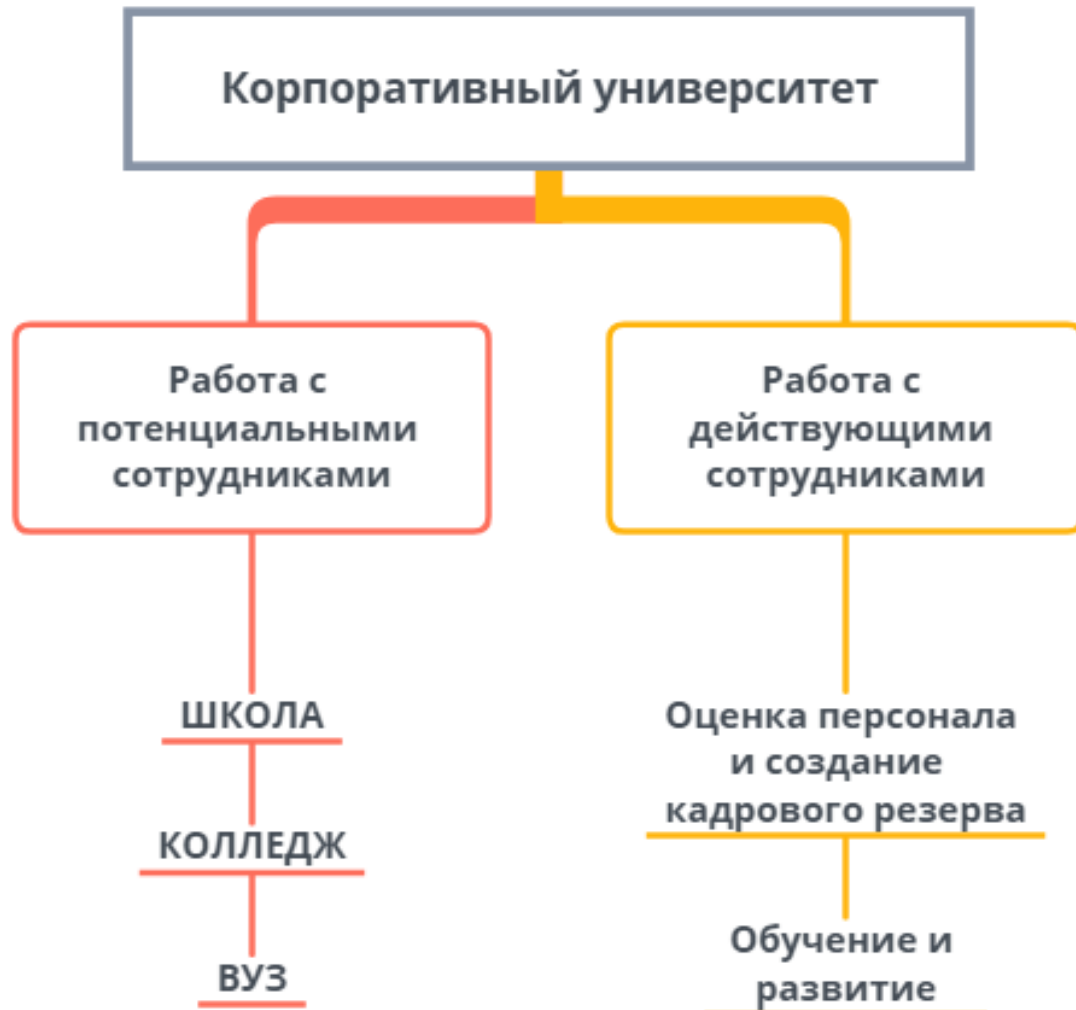 Корпоративный университет
Работа с
потенциальными
сотрудниками
Работа с
действующими
сотрудниками
ШКОЛА
КОЛЛЕДЖ
ВУЗ
Оценка персонала
и создание
кадрового резерва
Обучение и
развитие